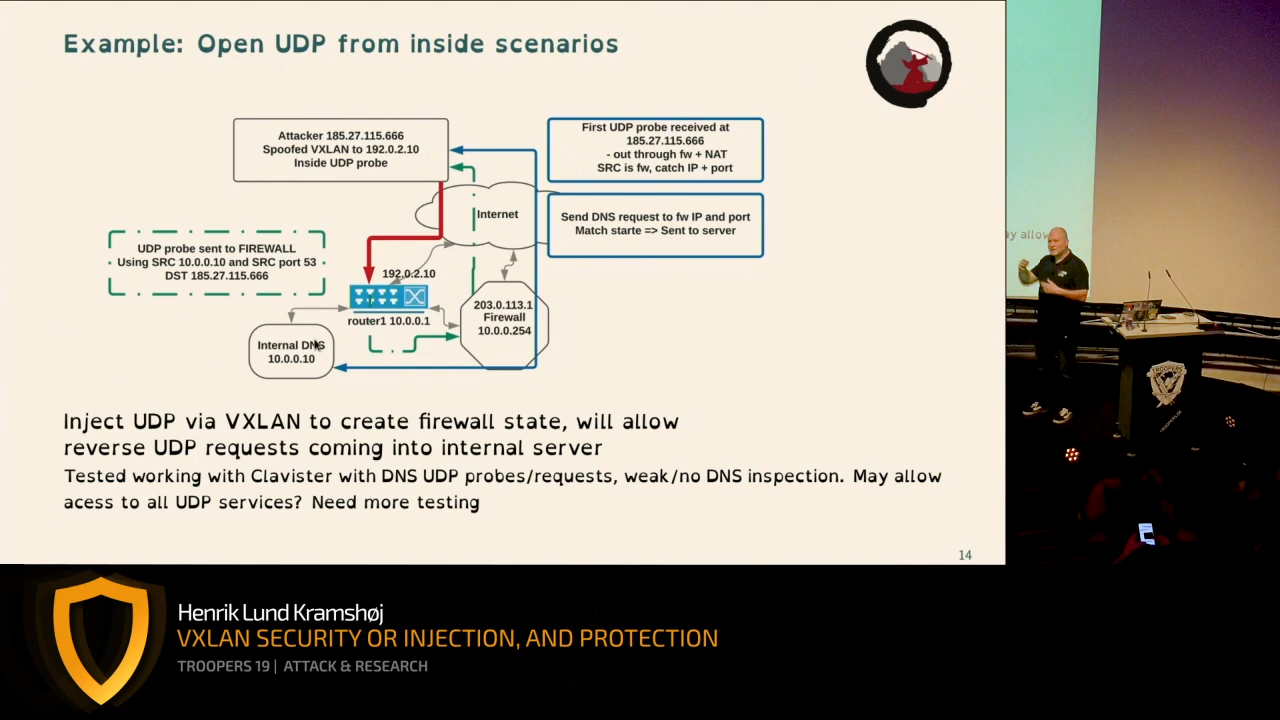 Example: Open UDP from inside scenarios
Attacker 185.27.115.666
Spoofed VXLAN to 192.0.2.10
Inside UDP probe
First UDP probe received at
185.27.115.666
- out through fw + NAT
SRC is fw, catch IP + port
Internet
Send DNS request to fw IP and port
Match starte => Sent to server
UDP probe sent to FIREWALL
Using SRC 10.0.0.10 and SRC port 53
DST 185.27.115.666
192.0.2.10
router1 10.0.0.1
203.0.113.1
Firewall
10.0.0.254
Internal DNS
10.0.0.10
Inject UDP via VXLAN to create firewall state, will allow
reverse UDP requests coming into internal server
Tested working with Clavister with DNS UDP probes/requests, weak/no DNS inspection. May allow
acess to all UDP services? Need more testing
14
ay allow
TROOPERS
Henrik Lund Kramshøj
VXLAN SECURITY OR INJECTION, AND PROTECTION
TROOPERS 19 | ATTACK & RESEARCH